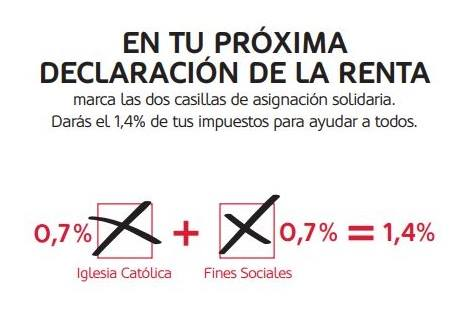 EN TU PRÓXIMA
DECLARACIÓN DE LA RENTA
marca las dos casillas de asignación solidaria.
Darás el 1,4% de tus impuestos para ayudar a todos.
0,7% + 0,7% = 1,4%
Iglesia Católica Fines Sociales